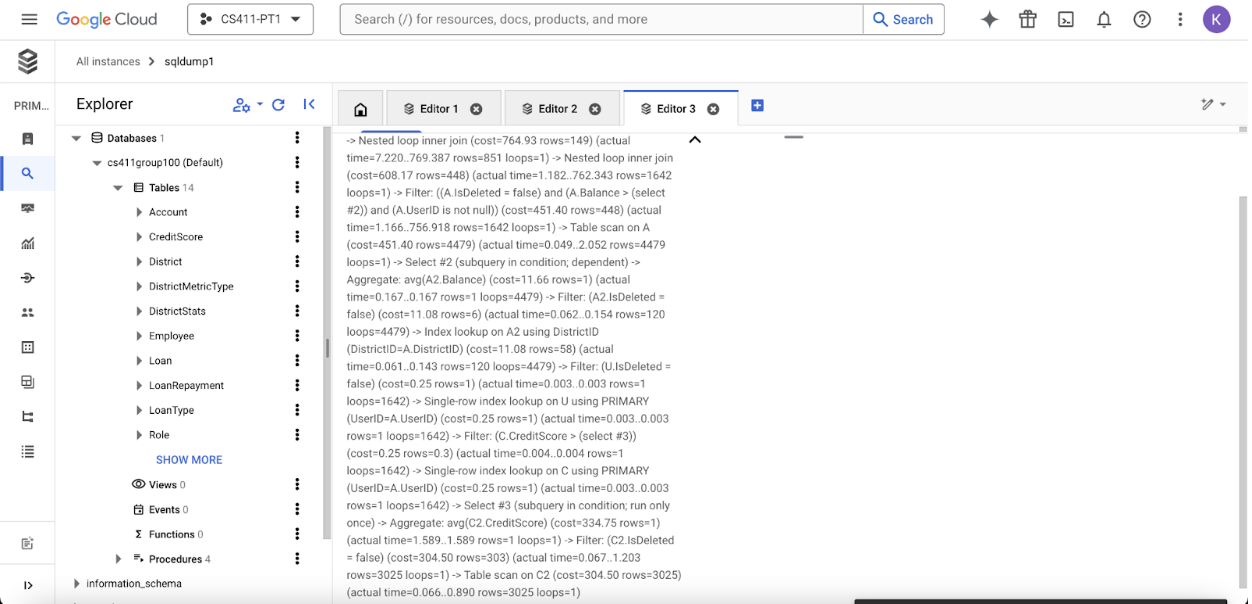 Google Cloud
CS411-PT1
Search (/) for resources, docs, products, and more
Search
K
All instances > sqldump1
PRIM...
Explorer
Editor 1
Editor 2
Editor 3
Databases 1
cs411group100 (Default)
Tables 14
Account
CreditScore
District
DistrictMetricType
DistrictStats
Employee
Loan
LoanRepayment
LoanType
Role
SHOW MORE
Views 0
Events 0
Functions 0
Procedures 4
information_schema
-> Nested loop inner join (cost=764.93 rows=149) (actual
time=7.220..769.387 rows=851 loops=1) -> Nested loop inner join
(cost=608.17 rows=448) (actual time=1.182..762.343 rows=1642
loops=1) -> Filter: ((A.IsDeleted = false) and (A.Balance > (select
#2)) and (A.UserID is not null)) (cost=451.40 rows=448) (actual
time=1.166..756.918 rows=1642 loops=1) -> Table scan on A
(cost=451.40 rows=4479) (actual time=0.049..2.052 rows=4479
loops=1) -> Select #2 (subquery in condition; dependent) ->
Aggregate: avg(A2.Balance) (cost=11.66 rows=1) (actual
time=0.167..0.167 rows=1 loops=4479) -> Filter: (A2.IsDeleted =
false) (cost=11.08 rows=6) (actual time=0.062..0.154 rows=120
loops=4479) -> Index lookup on A2 using DistrictID
(DistrictID=A.DistrictID) (cost=11.08 rows=58) (actual
time=0.061..0.143 rows=120 loops=4479) -> Filter: (U.IsDeleted =
false) (cost=0.25 rows=1) (actual time=0.003..0.003 rows=1
loops=1642) -> Single-row index lookup on U using PRIMARY
(UserID=A.UserID) (cost=0.25 rows=1) (actual time=0.003..0.003
rows=1 loops=1642) -> Filter: (C.CreditScore > (select #3))
(cost=0.25 rows=0.3) (actual time=0.004..0.004 rows=1
loops=1642) -> Single-row index lookup on C using PRIMARY
(UserID=A.UserID) (cost=0.25 rows=1) (actual time=0.003..0.003
rows=1 loops=1642) -> Select #3 (subquery in condition; run only
once) -> Aggregate: avg(C2.CreditScore) (cost=334.75 rows=1)
(actual time=1.589..1.589 rows=1 loops=1) -> Filter: (C2.IsDeleted
= false) (cost=304.50 rows=303) (actual time=0.067..1.203
rows=3025 loops=1) -> Table scan on C2 (cost=304.50 rows=3025)
(actual time=0.066..0.890 rows=3025 loops=1)